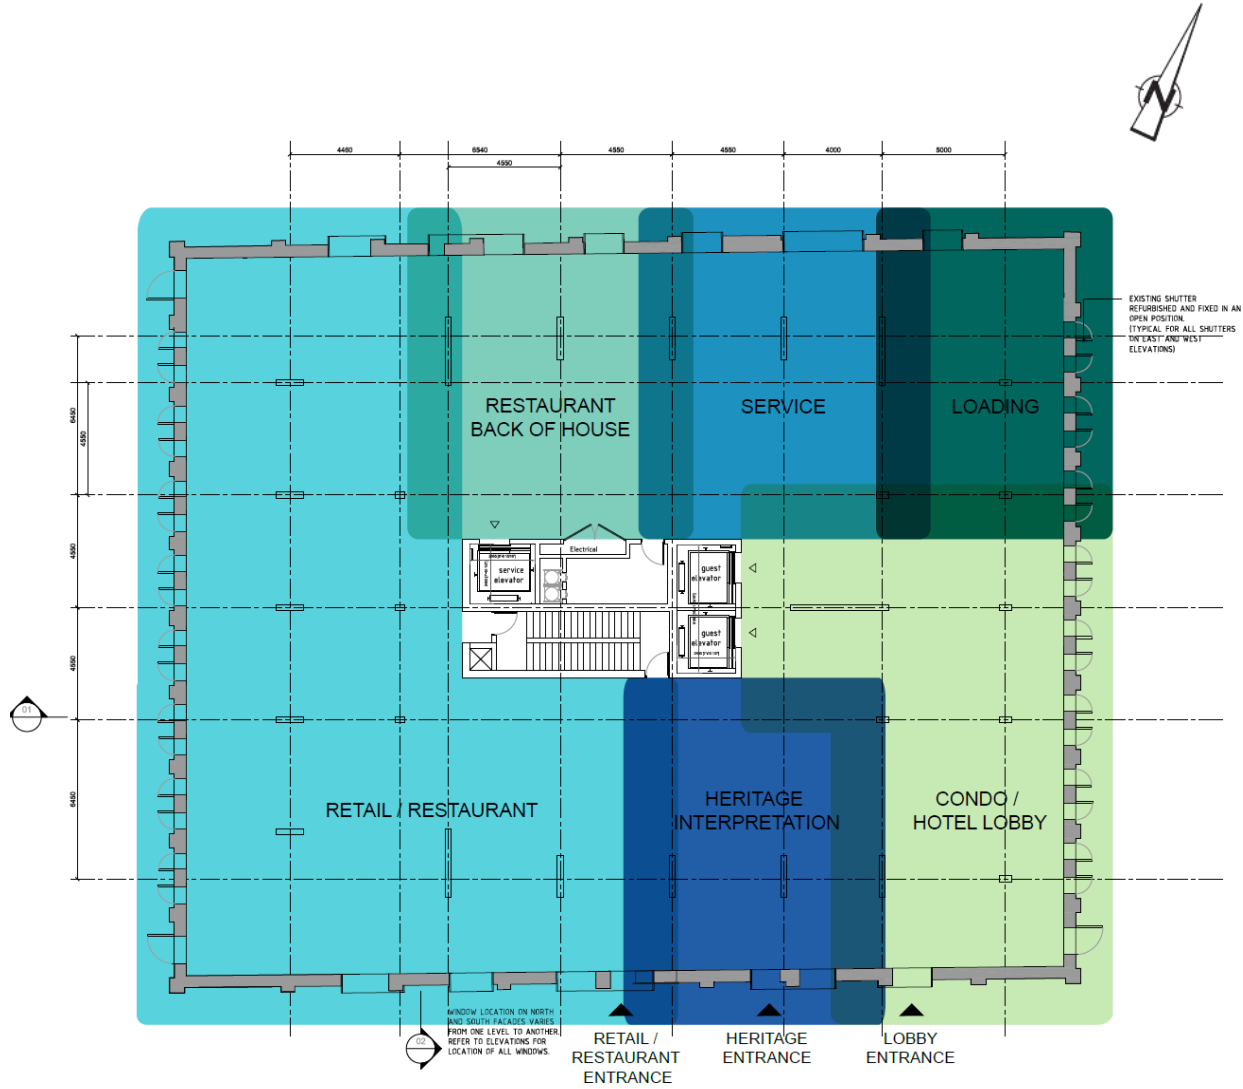 N
4460
6540
4550
4550
4550
4000
5000
EXISTING SHUTTER
REFURBISHED AND FIXED IN AN
OPEN POSITION.
(TYPICAL FOR ALL SHUTTERS
ON EAST AND WEST
ELEVATIONS)
RESTAURANT
BACK OF HOUSE
SERVICE
LOADING
6450
4550
4550
4550
6450
Electrical
service
elevator
guest
elevator
guest
elevator
01
RETAIL / RESTAURANT
HERITAGE
INTERPRETATION
CONDO /
HOTEL LOBBY
WINDOW LOCATION ON NORTH
AND SOUTH FACADES VARIES
FROM ONE LEVEL TO ANOTHER.
REFER TO ELEVATIONS FOR
LOCATION OF ALL WINDOWS.
02
RETAIL /
RESTAURANT
ENTRANCE
HERITAGE
ENTRANCE
LOBBY
ENTRANCE